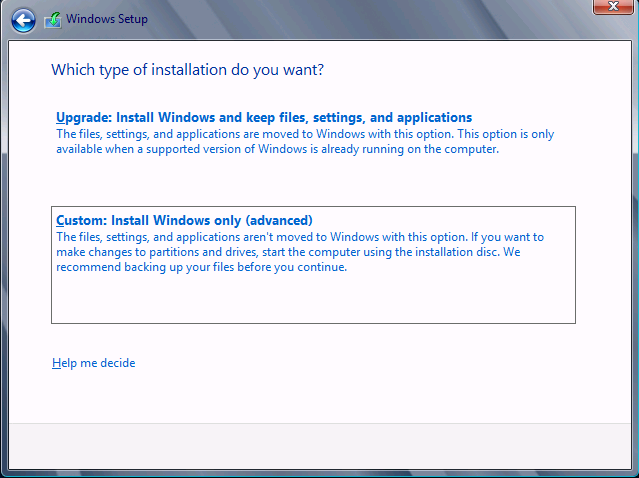 Windows Setup
Which type of installation do you want?
Upgrade: Install Windows and keep files, settings, and applications
The files, settings, and applications are moved to Windows with this option. This option is only
available when a supported version of Windows is already running on the computer.
Custom: Install Windows only (advanced)
The files, settings, and applications aren't moved to Windows with this option. If you want to
make changes to partitions and drives, start the computer using the installation disc. We
recommend backing up your files before you continue.
Help me decide